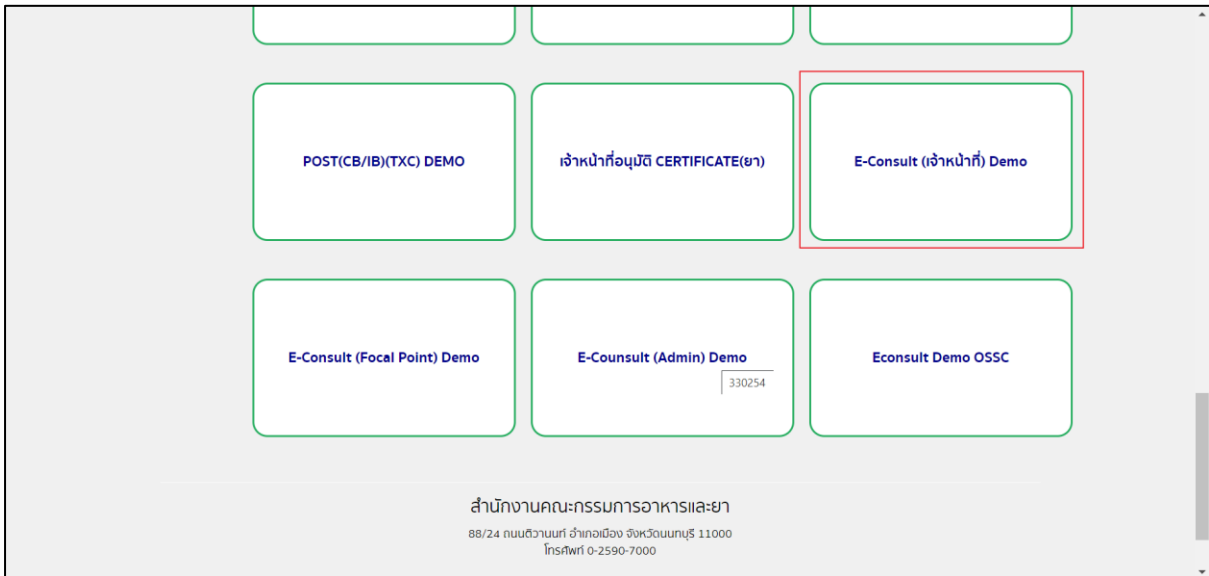 POST(CB/IB)(TXC) DEMO
เจ้าหน้าที่อนุมัติ CERTIFICATE(ยา)
E-Consult (เจ้าหน้าที่) Demo
E-Consult (Focal Point) Demo
E-Counsult (Admin) Demo
330254
Econsult Demo OSSC
สำนักงานคณะกรรมการอาหารและยา
88/24 ถนนติวานนท์ อำเภอเมือง จังหวัดนนทบุรี 11000
โทรศัพท์ 0-2590-7000